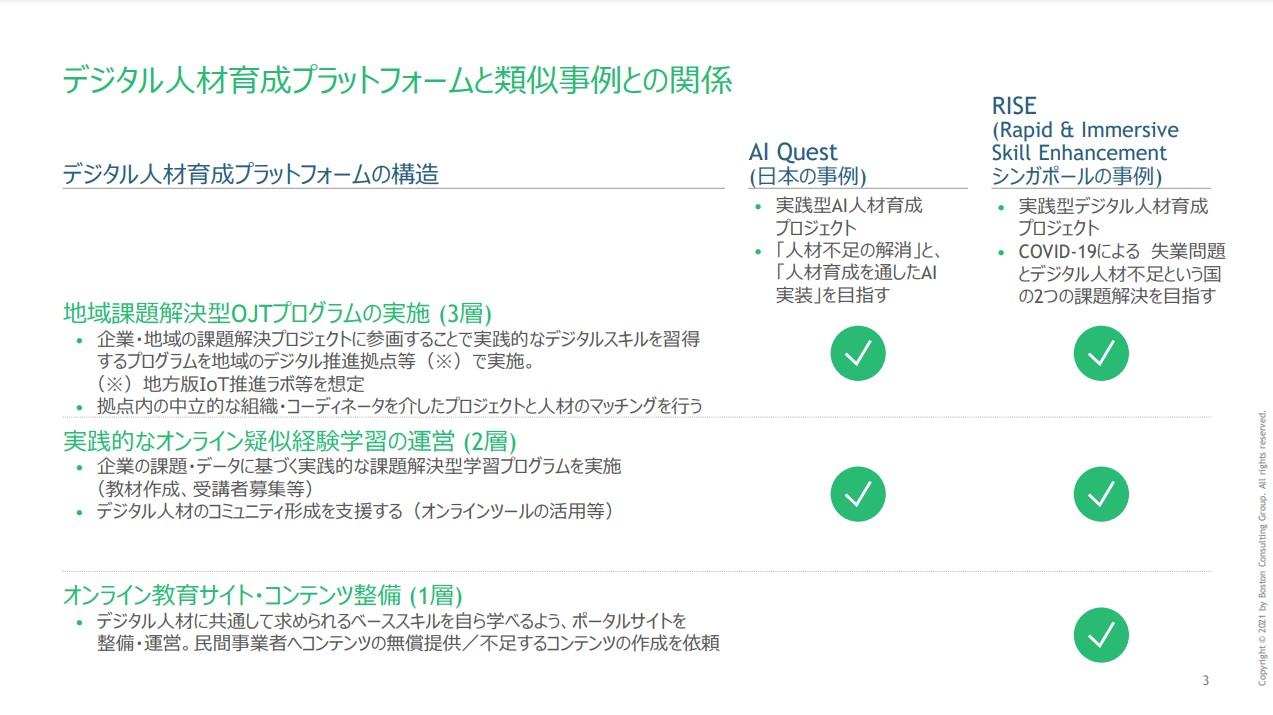 デジタル人材育成プラットフォームと類似事例との関係
デジタル人材育成プラットフォームの構造
AI Quest
(日本の事例)
RISE
(Rapid & Immersive
Skill Enhancement
シンガポールの事例)
• 実践型AI人材育成
プロジェクト
• 「人材不足の解消」と、
「人材育成を通したAI
実装」を目指す
• 実践型デジタル人材育成
プロジェクト
• COVID-19による 失業問題
とデジタル人材不足という国
の2つの課題解決を目指す
地域課題解決型OJTプログラムの実施 (3層)
• 企業・地域の課題解決プロジェクトに参画することで実践的なデジタルスキルを習得
するプログラムを地域のデジタル推進拠点等（※）で実施。
（※）地方版IoT推進ラボ等を想定
• 拠点内の中立的な組織・コーディネータを介したプロジェクトと人材のマッチングを行う
実践的なオンライン疑似経験学習の運営 (2層)
• 企業の課題・データに基づく実践的な課題解決型学習プログラムを実施
（教材作成、受講者募集等）
• デジタル人材のコミュニティ形成を支援する（オンラインツールの活用等）
オンライン教育サイト・コンテンツ整備 (1層)
• デジタル人材に共通して求められるベーススキルを自ら学べるよう、ポータルサイトを
整備・運営。民間事業者へコンテンツの無償提供／不足するコンテンツの作成を依頼
3
Copyright © 2021 by Boston Consulting Group. All rights reserved.